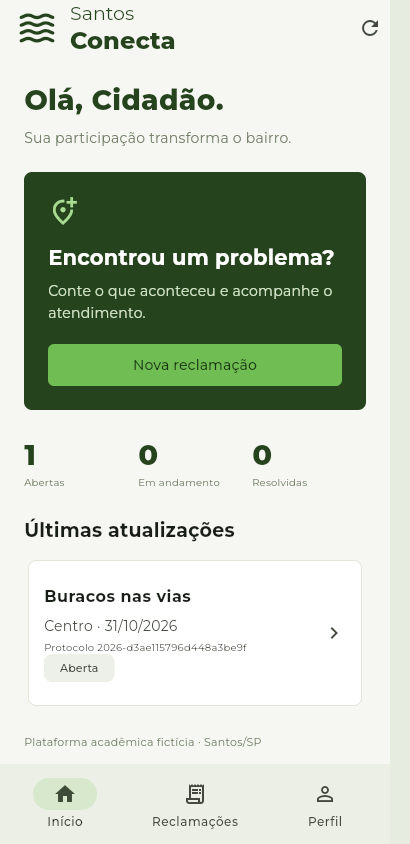 Santos
Conecta
Olá, Cidadão.
Sua participação transforma o bairro.
Encontrou um problema?
Conte o que aconteceu e acompanhe o
atendimento.
Nova reclamação
1 0 0
Abertas Em andamento Resolvidas
Últimas atualizações
Buracos nas vias
Centro · 31/10/2026
Protocolo 2026-d3ae115796d448a3be9f
Aberta
Plataforma acadêmica fictícia · Santos/SP
Início Reclamações Perfil